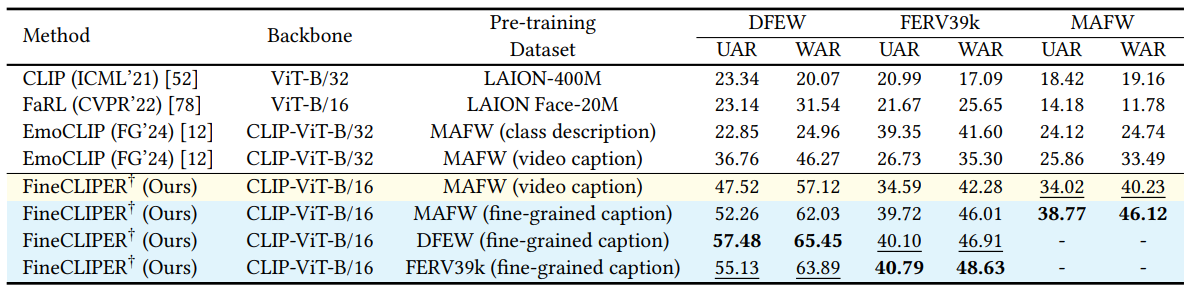 Method Backbone Pre-training Dataset DFEW FERV39k MAFW
UAR WAR UAR WAR UAR WAR
CLIP (ICML'21) [52] ViT-B/32 LAION-400M 23.34 20.07 20.99 17.09 18.42 19.16
FaRL (CVPR'22) [78] ViT-B/16 LAION Face-20M 23.14 31.54 21.67 25.65 14.18 11.78
EmoCLIP (FG'24) [12] CLIP-ViT-B/32 MAFW (class description) 22.85 24.96 39.35 41.60 24.12 24.74
EmoCLIP (FG'24) [12] CLIP-ViT-B/32 MAFW (video caption) 36.76 46.27 26.73 35.30 25.86 33.49
FineCLIPER† (Ours) CLIP-ViT-B/16 MAFW (video caption) 47.52 57.12 34.59 42.28 34.02 40.23
FineCLIPER† (Ours) CLIP-ViT-B/16 MAFW (fine-grained caption) 52.26 62.03 39.72 46.01 38.77 46.12
FineCLIPER† (Ours) CLIP-ViT-B/16 DFEW (fine-grained caption) 57.48 65.45 40.10 46.91 - -
FineCLIPER† (Ours) CLIP-ViT-B/16 FERV39k (fine-grained caption) 55.13 63.89 40.79 48.63 - -